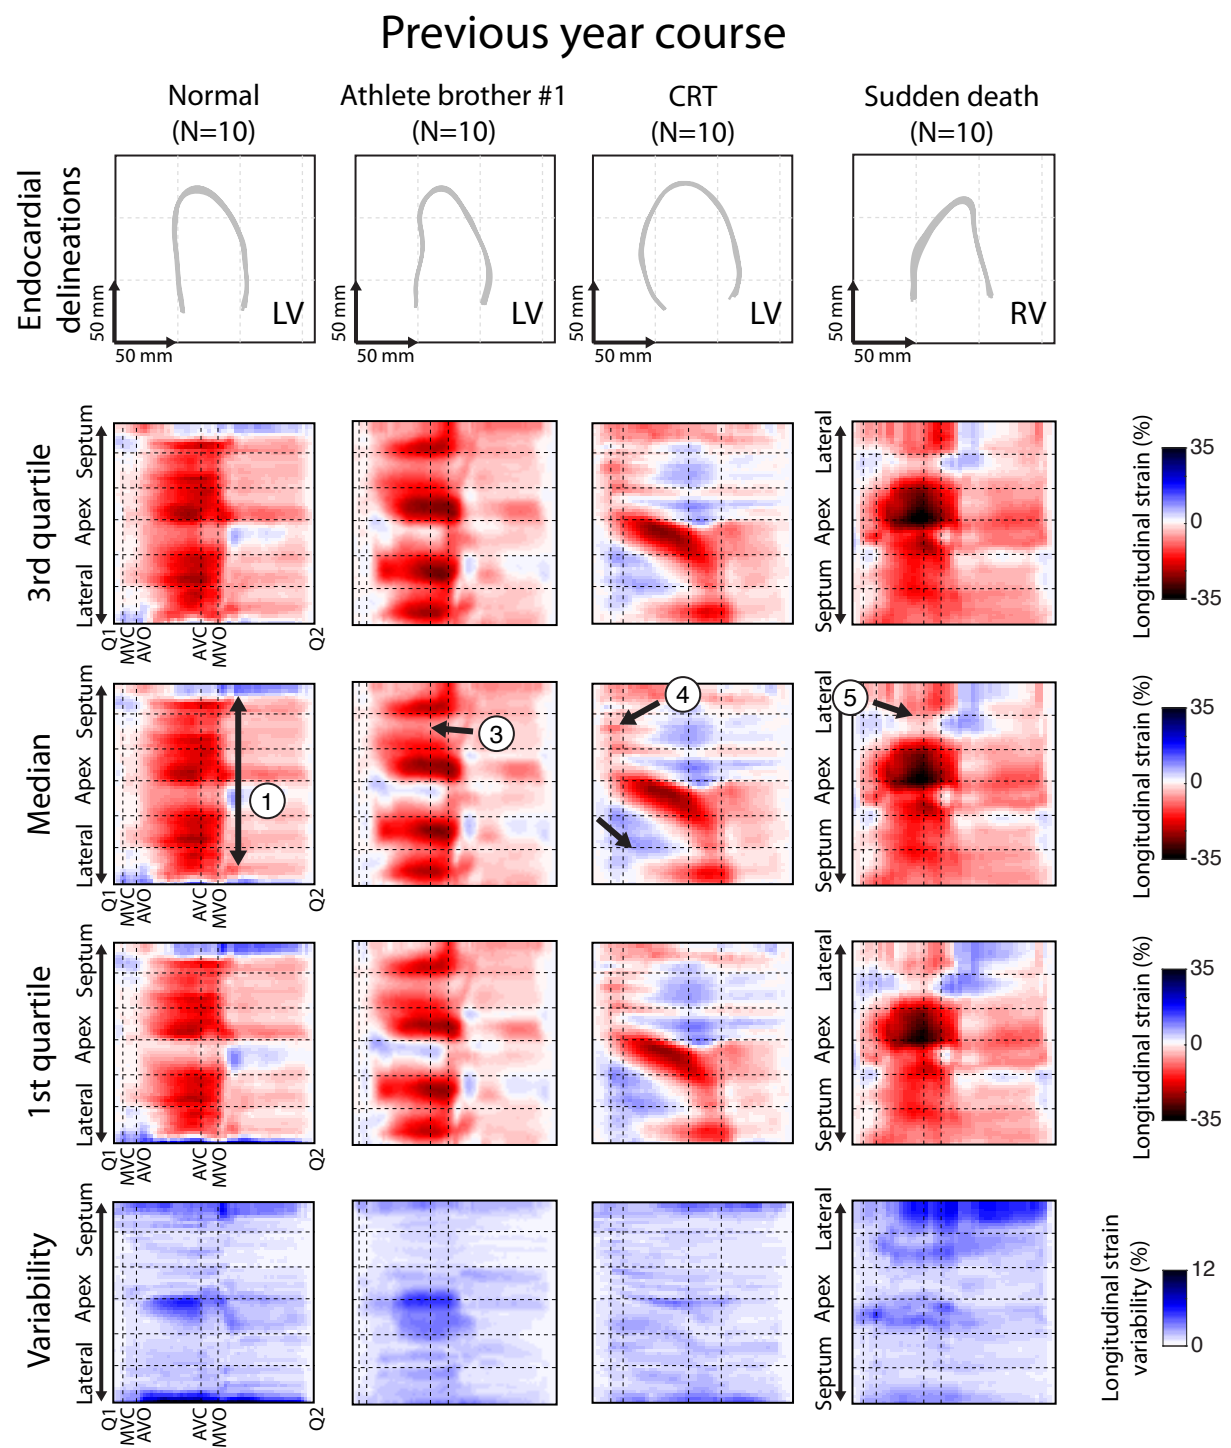 Previous year course
Normal
(N=10)
Athlete brother #1
(N=10)
CRT
(N=10)
Sudden death
(N=10)
Endocardial
delineations
50 mm
50 mm
LV
50 mm
50 mm
LV
50 mm
50 mm
LV
50 mm
50 mm
RV
3rd quartile
Septum
Apex
Lateral
Q1
MVC
AVO
AVC
MVO
Q2
Lateral
Apex
Septum
Longitudinal strain (%)
35
0
-35
Median
Septum
Apex
Lateral
Q1
MVC
AVO
AVC
MVO
Q2
1
3
4
5
Lateral
Apex
Septum
Longitudinal strain (%)
35
0
-35
1st quartile
Septum
Apex
Lateral
Q1
MVC
AVO
AVC
MVO
Q2
Lateral
Apex
Septum
Longitudinal strain (%)
35
0
-35
Variability
Septum
Apex
Lateral
Q1
MVC
AVO
AVC
MVO
Q2
Lateral
Apex
Septum
Longitudinal strain
variability (%)
12
0